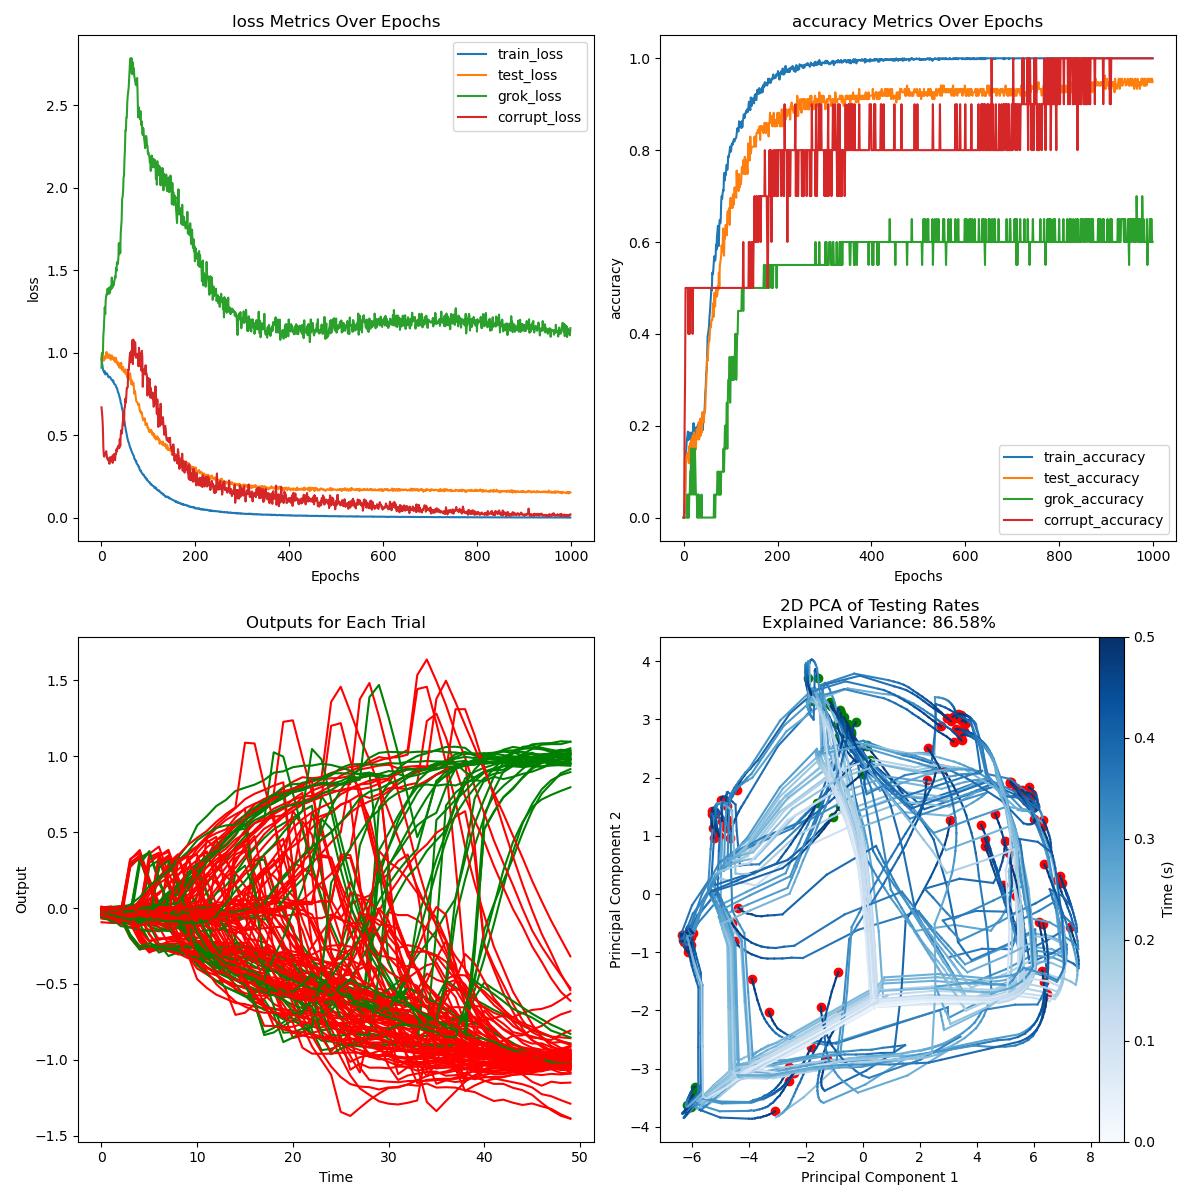 loss Metrics Over Epochs
train_loss
test_loss
grok_loss
corrupt_loss
loss
2.5
2.0
1.5
1.0
0.5
0.0
0 200 400 600 800 1000
Epochs
accuracy Metrics Over Epochs
accuracy
1.0
0.8
0.6
0.4
0.2
0.0
train_accuracy
test_accuracy
grok_accuracy
corrupt_accuracy
0 200 400 600 800 1000
Epochs
Outputs for Each Trial
Output
1.5
1.0
0.5
0.0
−0.5
−1.0
−1.5
0 10 20 30 40 50
Time
2D PCA of Testing Rates
Explained Variance: 86.58%
Principal Component 2
4
3
2
1
0
−1
−2
−3
−4
−6 −4 −2 0 2 4 6 8
Principal Component 1
0.5
0.4
0.3
0.2
0.1
0.0
Time (s)